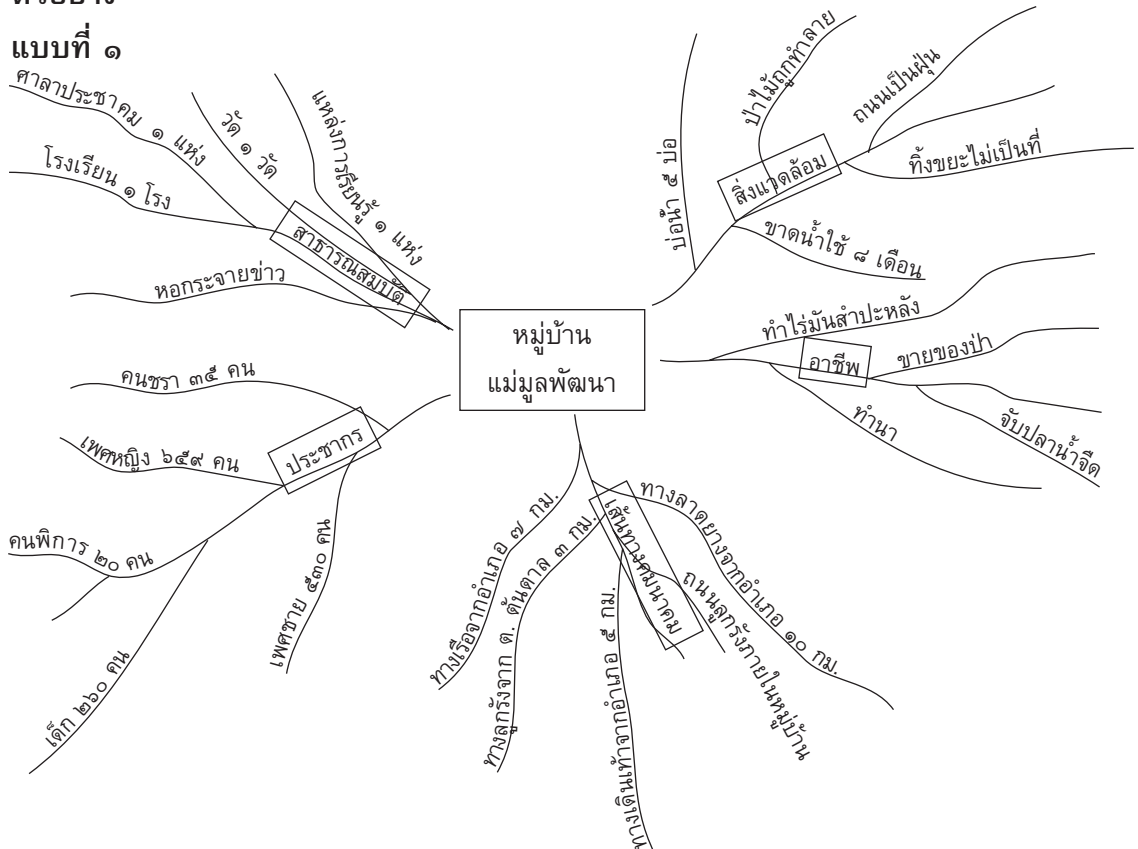 ตัวอย่าง
แบบที่ ๑
ศาลาประชาคม ๑ แห่ง
โรงเรียน ๑ โรง
วัด ๑ วัด
แหล่งการเรียนรู้ ๑ แห่ง
สาธารณสมบัติ
หอกระจายข่าว
บ่อน้ำ ๕ บ่อ
ป่าไม้ถูกทำลาย
ถนนเป็นฝุ่น
สิ่งแวดล้อม
ทิ้งขยะไม่เป็นที่
ขาดน้ำใช้ ๘ เดือน
หมู่บ้าน
แม่มูลพัฒนา
ทำไร่มันสำปะหลัง
อาชีพ
ขายของป่า
ทำนา
จับปลาน้ำจืด
คนชรา ๓๕ คน
ประชากร
เพศหญิง ๖๕๙ คน
คนพิการ ๒๐ คน
เพศชาย ๕๓๐ คน
เด็ก ๒๖๐ คน
ทางเรือจากอำเภอ ๗ กม.
ทางลูกรังจาก ต. ต้นตาล ๓ กม.
เส้นทางคมนาคม
ทางเดินเท้าจากอำเภอ ๕ กม.
ทางลาดยางจากอำเภอ ๑๐ กม.
ถนนลูกรังภายในหมู่บ้าน